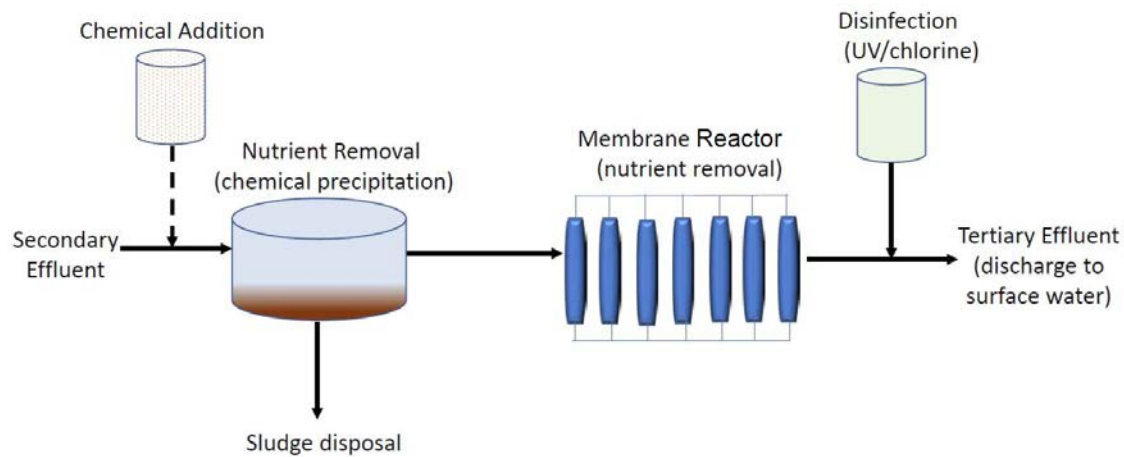 Chemical Addition
Disinfection
(UV/chlorine)
Nutrient Removal
(chemical precipitation)
Membrane Reactor
(nutrient removal)
Secondary
Effluent
Tertiary Effluent
(discharge to
surface water)
Sludge disposal